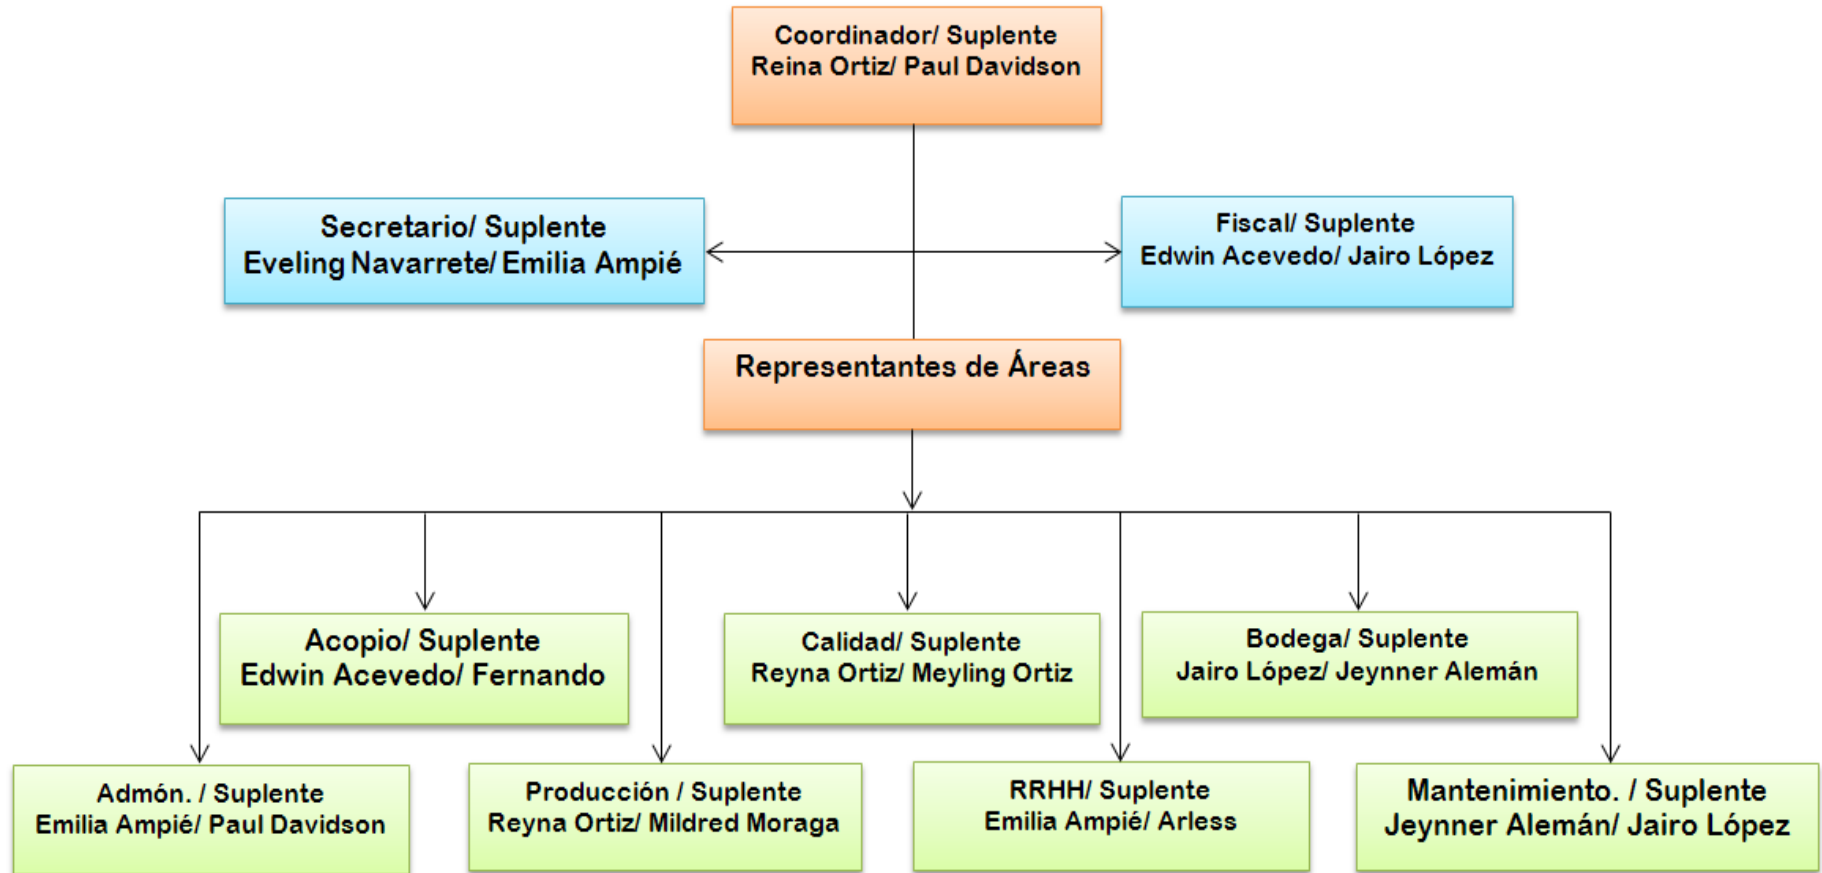 Coordinador/ Suplente
Reina Ortiz/ Paul Davidson
Secretario/ Suplente
Eveling Navarrete/ Emilia Ampié
Fiscal/ Suplente
Edwin Acevedo/ Jairo López
Representantes de Áreas
Acopio/ Suplente
Edwin Acevedo/ Fernando
Calidad/ Suplente
Reyna Ortiz/ Meyling Ortiz
Bodega/ Suplente
Jairo López/ Jeynner Alemán
Admón. / Suplente
Emilia Ampié/ Paul Davidson
Producción / Suplente
Reyna Ortiz/ Mildred Moraga
RRHH/ Suplente
Emilia Ampié/ Arless
Mantenimiento. / Suplente
Jeynner Alemán/ Jairo López